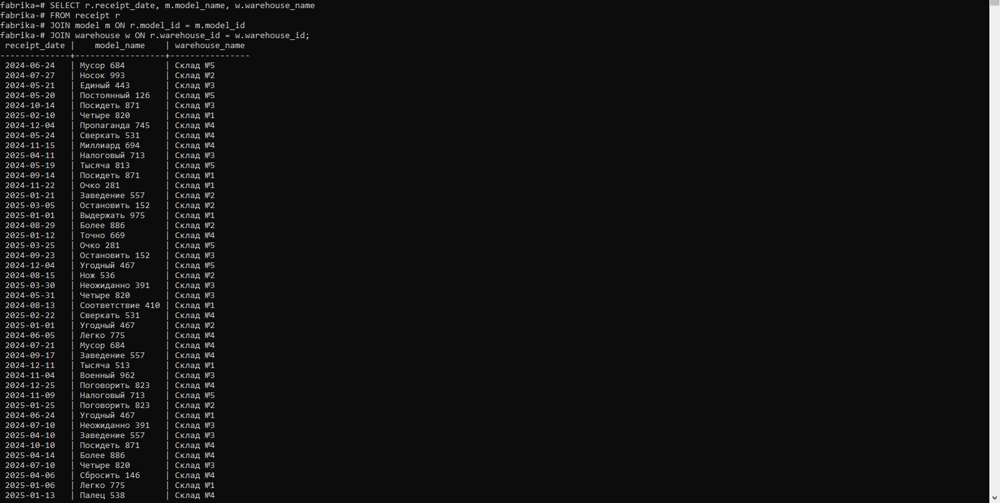 fabrika=# SELECT r.receipt_date, m.model_name, w.warehouse_name
fabrika-# FROM receipt r
fabrika-# JOIN model m ON r.model_id = m.model_id
fabrika-# JOIN warehouse w ON r.warehouse_id = w.warehouse_id;
 receipt_date |    model_name    | warehouse_name
--------------+------------------+----------------
 2024-06-24   | Мусор 684        | Склад №5
 2024-07-27   | Носок 993        | Склад №2
 2024-05-21   | Единый 443       | Склад №3
 2024-05-20   | Постоянный 126   | Склад №5
 2024-10-14   | Посидеть 871     | Склад №3
 2025-02-10   | Четыре 820       | Склад №1
 2024-12-04   | Пропаганда 745   | Склад №4
 2024-05-24   | Сверкать 531     | Склад №4
 2024-11-15   | Миллиард 694     | Склад №4
 2025-04-11   | Налоговый 713    | Склад №3
 2024-05-19   | Тысяча 813       | Склад №5
 2024-09-14   | Посидеть 871     | Склад №1
 2024-11-22   | Очко 281         | Склад №1
 2025-01-21   | Заведение 557    | Склад №2
 2025-03-05   | Остановить 152   | Склад №2
 2025-01-01   | Выдержать 975    | Склад №1
 2024-08-29   | Более 886        | Склад №2
 2025-01-12   | Точно 669        | Склад №4
 2025-03-25   | Очко 281         | Склад №5
 2024-09-23   | Остановить 152   | Склад №3
 2024-12-04   | Угодный 467      | Склад №5
 2024-08-15   | Нож 536          | Склад №2
 2025-03-30   | Неожиданно 391   | Склад №3
 2024-05-31   | Четыре 820       | Склад №3
 2024-08-13   | Соответствие 410 | Склад №1
 2025-02-22   | Сверкать 531     | Склад №4
 2025-01-01   | Угодный 467      | Склад №2
 2024-06-05   | Легко 775        | Склад №4
 2024-07-21   | Мусор 684        | Склад №4
 2024-09-17   | Заведение 557    | Склад №4
 2024-12-11   | Тысяча 513       | Склад №1
 2024-11-04   | Военный 962      | Склад №3
 2024-12-25   | Поговорить 823   | Склад №4
 2024-11-09   | Налоговый 713    | Склад №5
 2025-01-25   | Поговорить 823   | Склад №2
 2024-06-24   | Угодный 467      | Склад №1
 2024-07-10   | Неожиданно 391   | Склад №3
 2025-04-10   | Заведение 557    | Склад №3
 2024-10-10   | Посидеть 871     | Склад №4
 2025-04-14   | Более 886        | Склад №4
 2024-07-10   | Четыре 820       | Склад №3
 2025-04-06   | Сбросить 146     | Склад №4
 2025-01-06   | Легко 775        | Склад №1
 2025-01-13   | Палец 538        | Склад №4